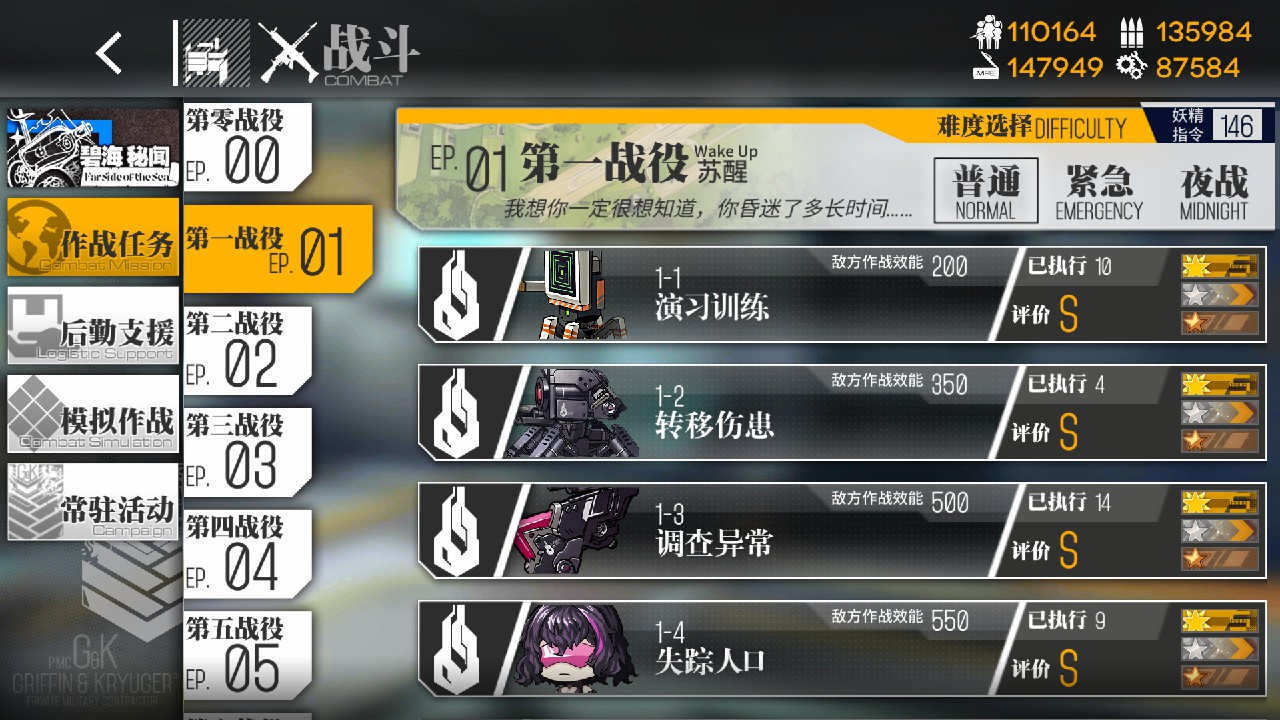 战斗
COMBAT
110164
135984
MRE
147949
87584
碧海秘闻
Far Side of the Sea
作战任务
Combat Mission
后勤支援
Logistic Support
模拟作战
Combat Simulation
常驻活动
Campaign
PMC G&K
GRIFFIN & KRYUGER
PRIVATE MILITARY CONTRACTOR
第零战役
EP. 00
第一战役
EP. 01
第二战役
EP. 02
第三战役
EP. 03
第四战役
EP. 04
第五战役
EP. 05
难度选择 DIFFICULTY
妖精
指令
146
EP. 01 第一战役 Wake Up
苏醒
我想你一定很想知道，你昏迷了多长时间......
普通
NORMAL
紧急
EMERGENCY
夜战
MIDNIGHT
1-1
演习训练
敌方作战效能 200
已执行 10
评价 S
1-2
转移伤患
敌方作战效能 350
已执行 4
评价 S
1-3
调查异常
敌方作战效能 500
已执行 14
评价 S
1-4
失踪人口
敌方作战效能 550
已执行 9
评价 S